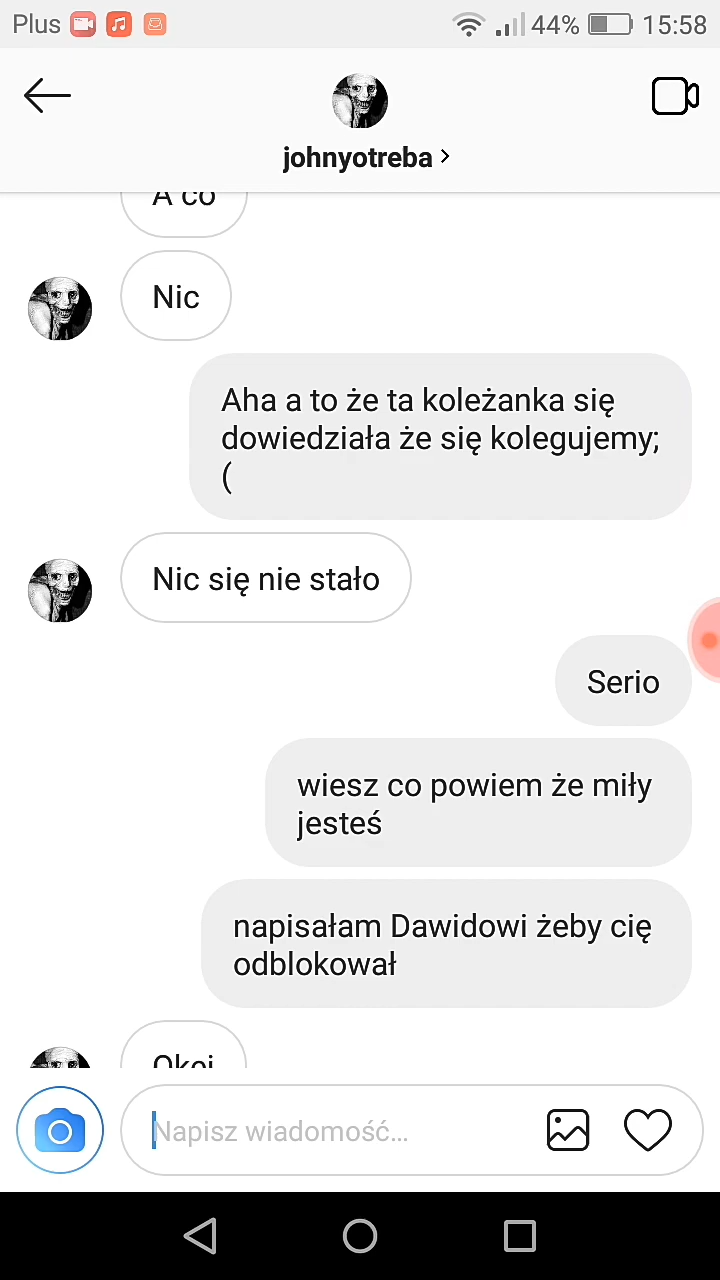 Plus 44% 15:58
johnyotreba
A co
Nic
Aha a to że ta koleżanka się
dowiedziała że się kolegujemy;
(
Nic się nie stało
Serio
wiesz co powiem że miły
jesteś
napisałam Dawidowi żeby cię
odblokował
Okej
Napisz wiadomość...